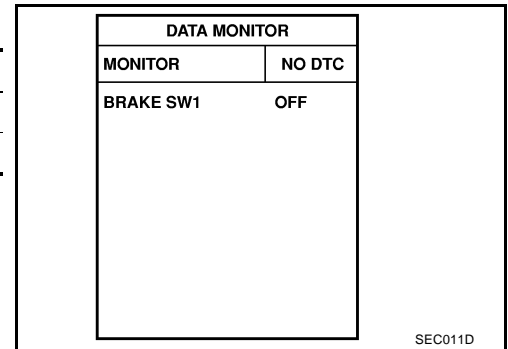 DATA MONITOR
MONITOR NO DTC
BRAKE SW1 OFF
SEC011D